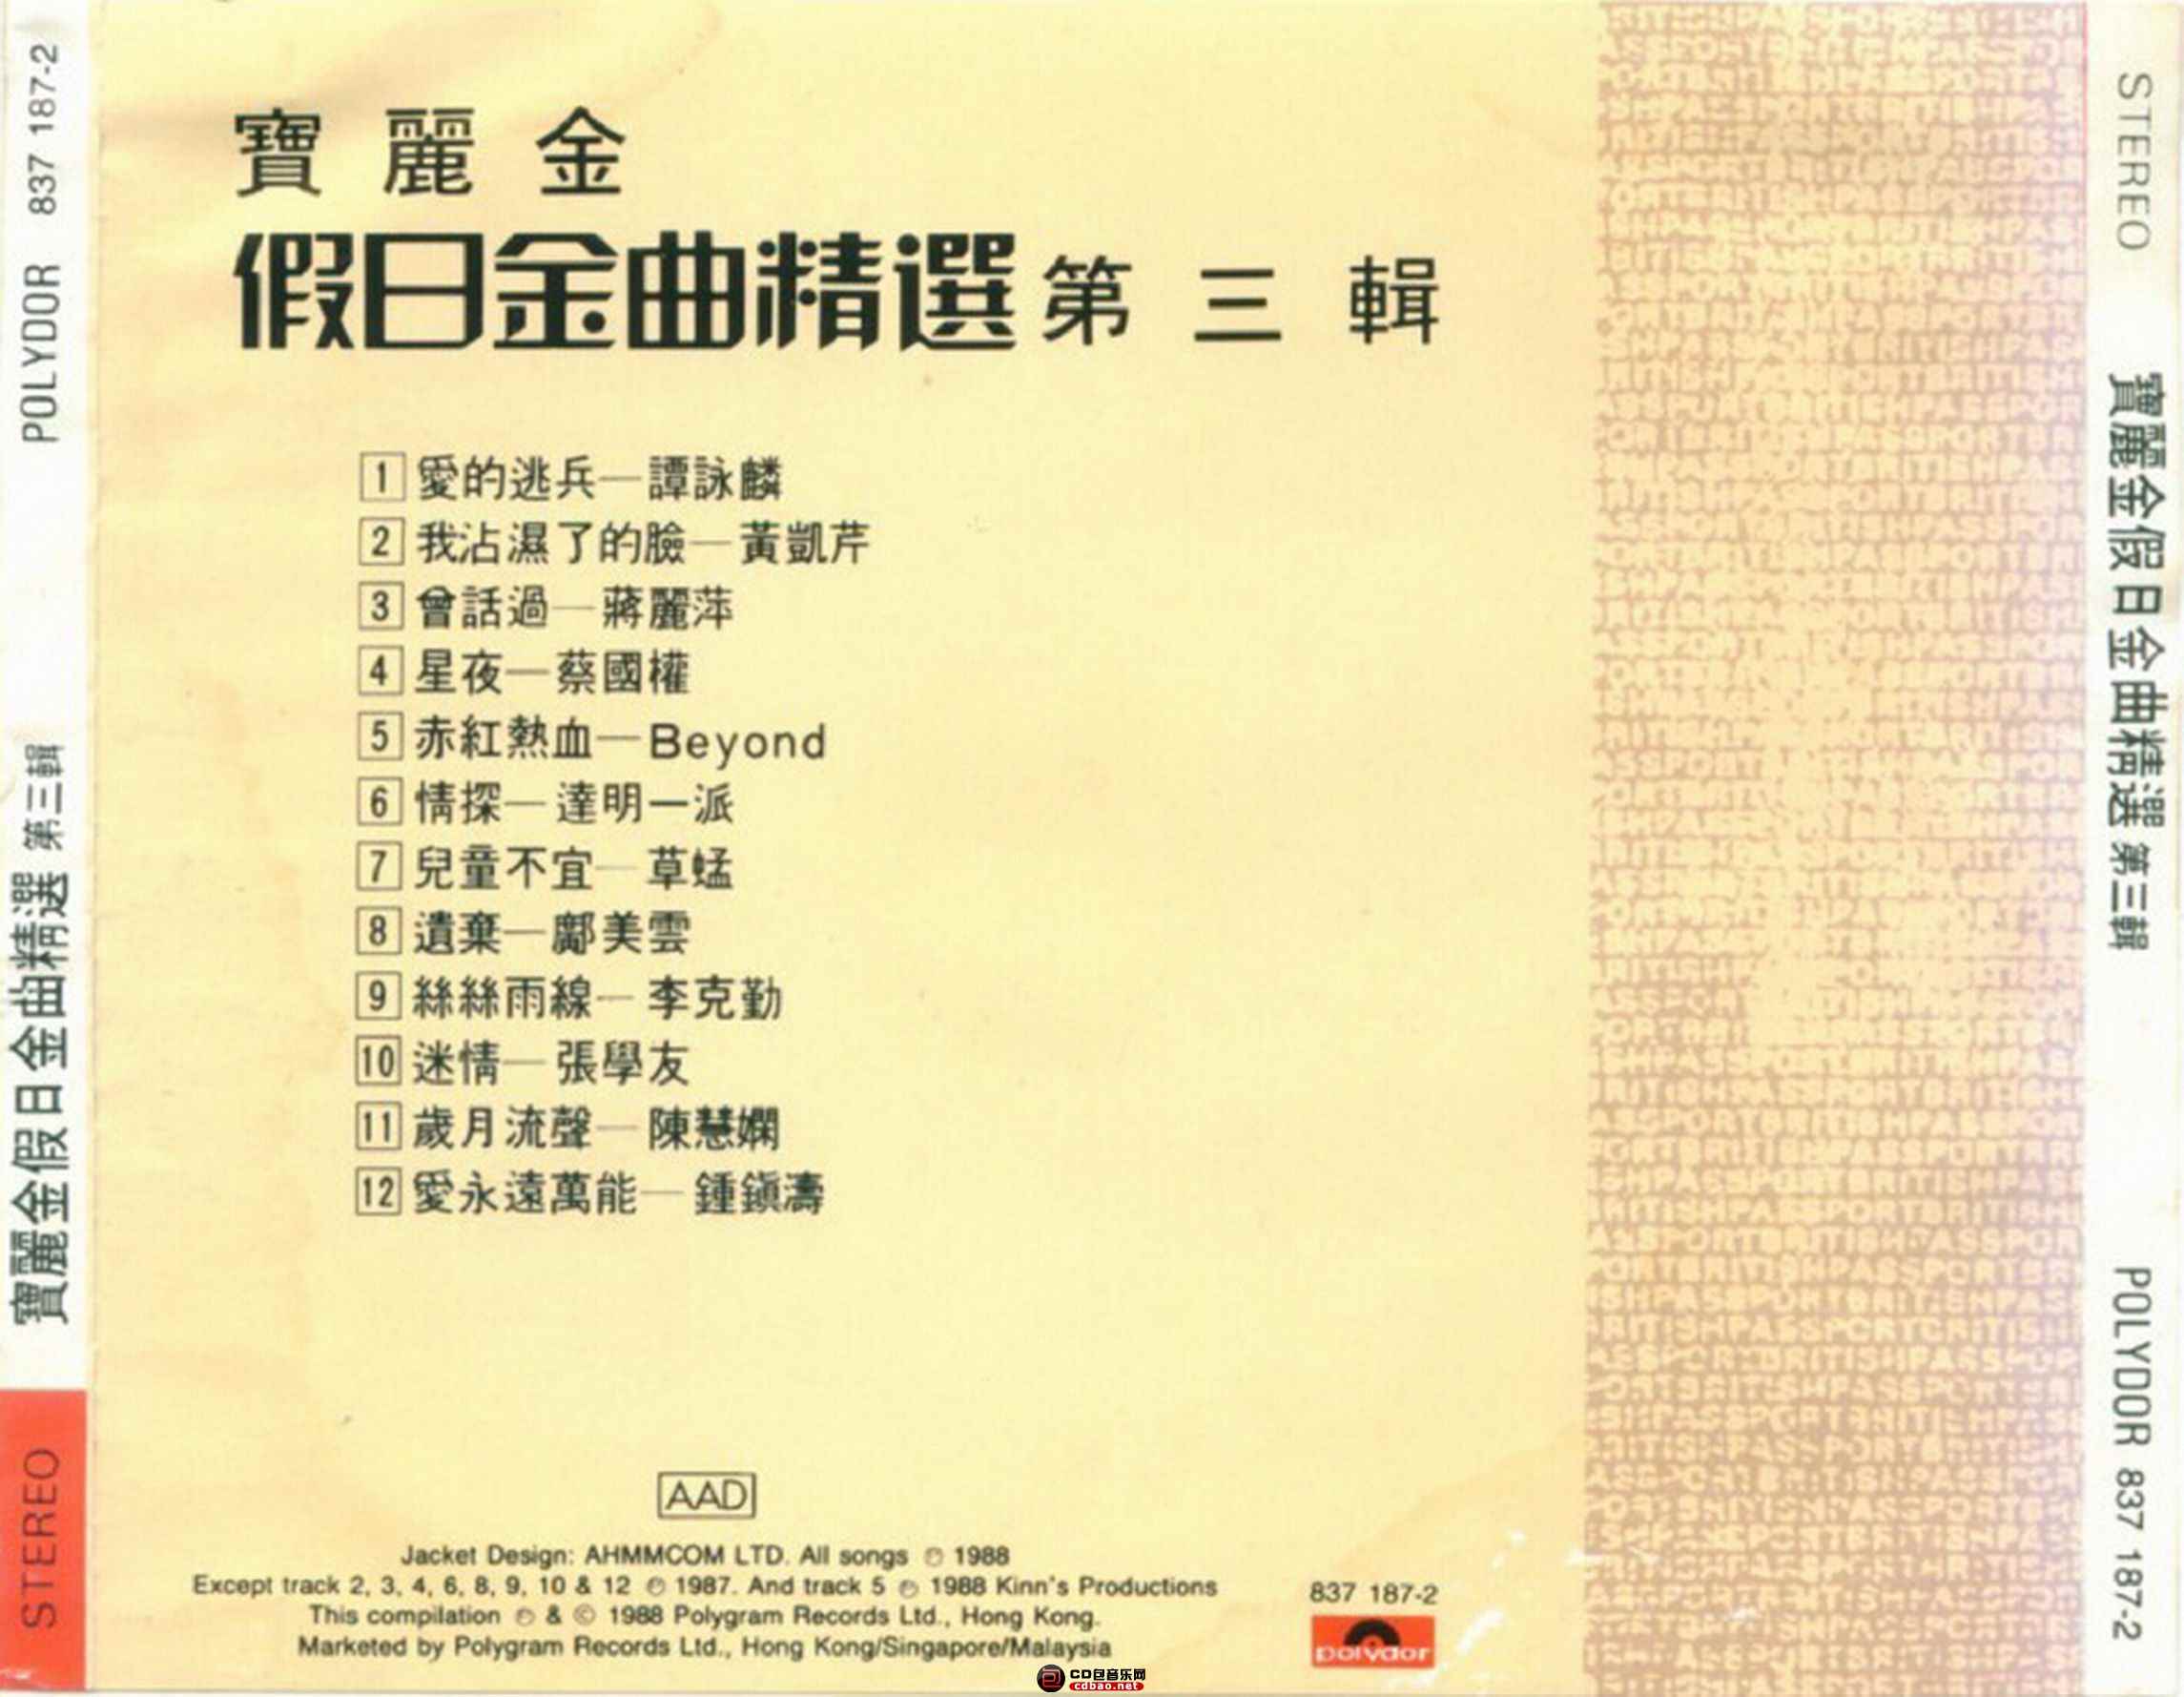 寶麗金
假日金曲精選 第三輯
1 愛的逃兵—譚詠麟
2 我沾濕了的臉—黃凱芹
3 曾話過—蔣麗萍
4 星夜—蔡國權
5 赤紅熱血—Beyond
6 情探—達明一派
7 兒童不宜—草蜢
8 遺棄—鄺美雲
9 絲絲雨線—李克勤
10 迷情—張學友
11 歲月流聲—陳慧嫻
12 愛永遠萬能—鍾鎮濤
AAD
Jacket Design: AHMMCOM LTD. All songs ℗ 1988
Except track 2, 3, 4, 6, 8, 9, 10 & 12 ℗ 1987. And track 5 ℗ 1988 Kinn's Productions
This compilation ℗ & © 1988 Polygram Records Ltd., Hong Kong.
Marketed by Polygram Records Ltd., Hong Kong/Singapore/Malaysia
837 187-2
polydor
CD包音乐网
cdbao.net
STEREO 寶麗金假日金曲精選 第三輯 POLYDOR 837 187-2
STEREO 寶麗金假日金曲精選 第三輯 POLYDOR 837 187-2